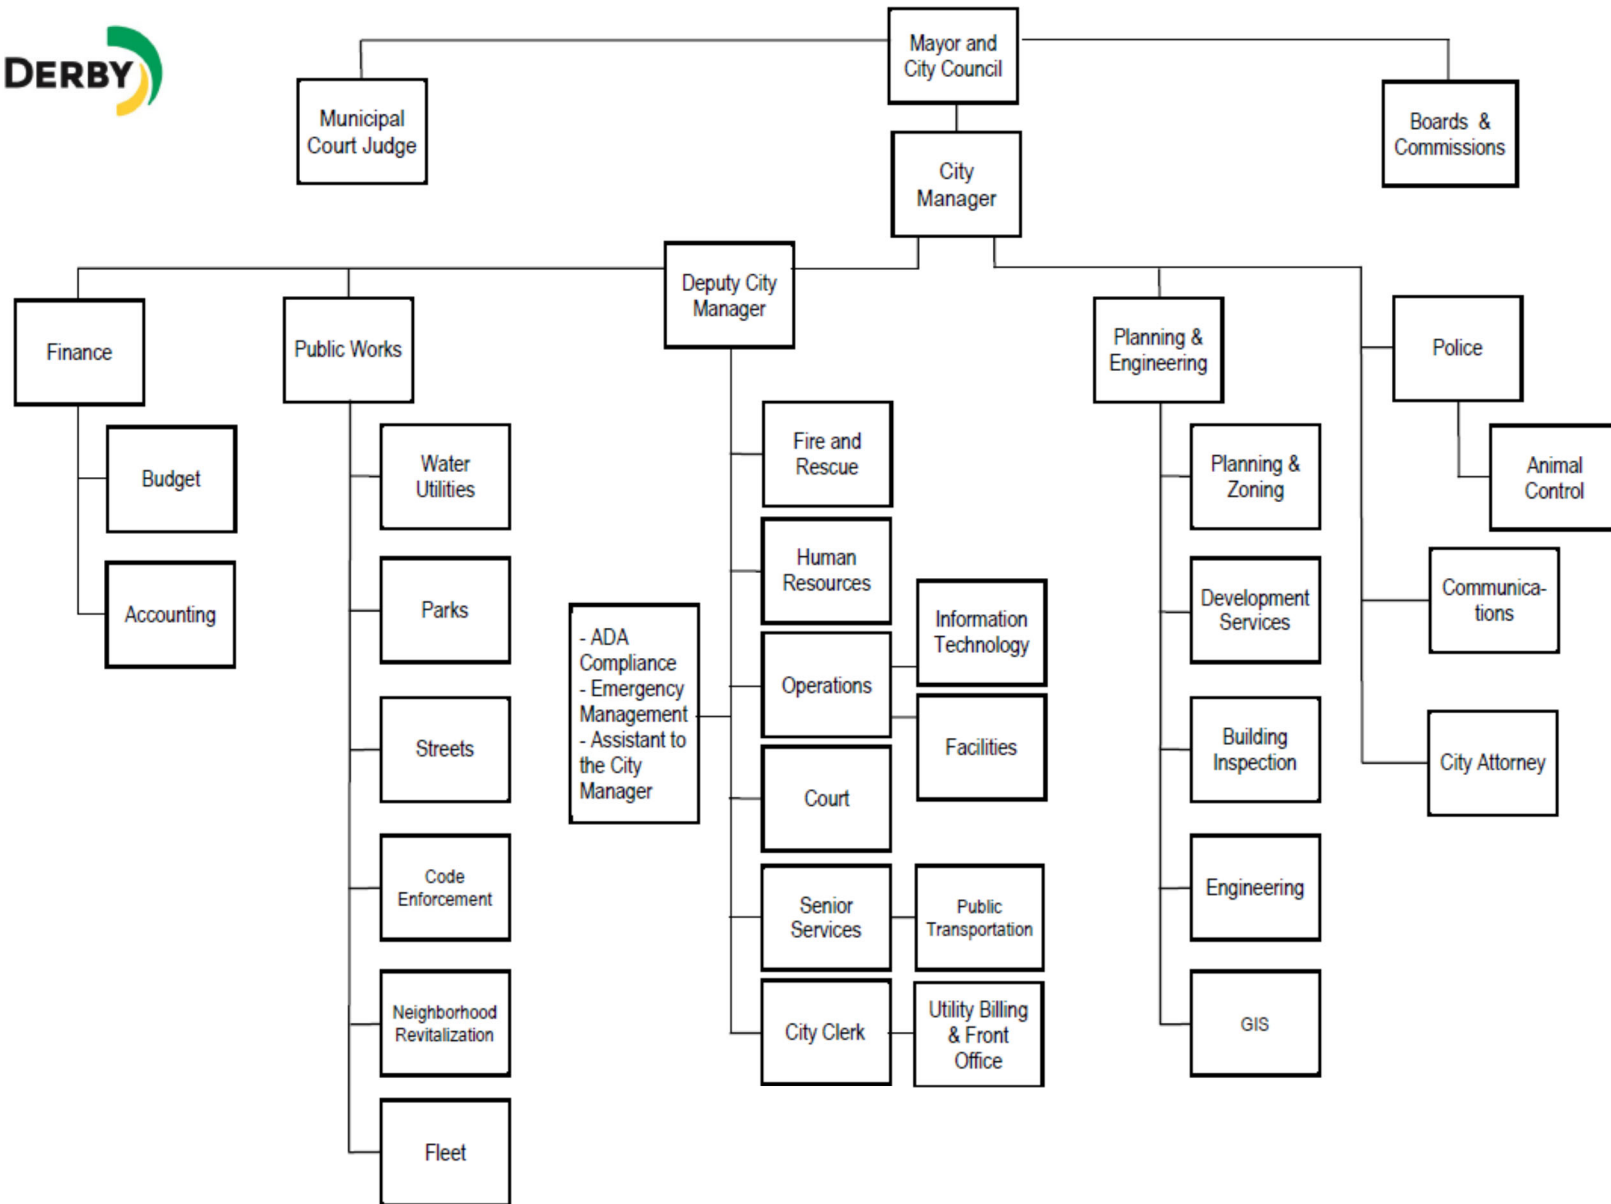 DERBY
Mayor and
City Council
Municipal
Court Judge
Boards &
Commissions
City
Manager
Deputy City
Manager
Finance
Public Works
Planning &
Engineering
Police
Budget
Accounting
Water
Utilities
Parks
Streets
Code
Enforcement
Neighborhood
Revitalization
Fleet
- ADA
Compliance
- Emergency
Management
- Assistant to
the City
Manager
Fire and
Rescue
Human
Resources
Operations
Information
Technology
Facilities
Court
Senior
Services
Public
Transportation
City Clerk
Utility Billing
& Front
Office
Planning &
Zoning
Development
Services
Building
Inspection
Engineering
GIS
Animal
Control
Communica-
tions
City Attorney